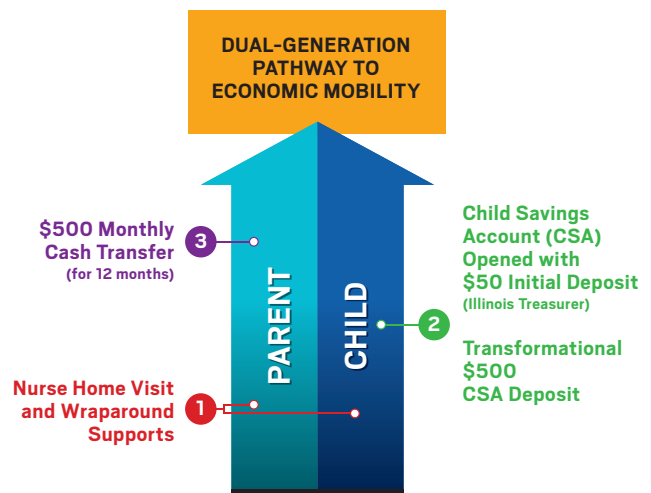 DUAL-GENERATION
PATHWAY TO
ECONOMIC MOBILITY
$500 Monthly
Cash Transfer
(for 12 months)
3
PARENT
CHILD
Child Savings
Account (CSA)
Opened with
$50 Initial Deposit
(Illinois Treasurer)
2
Transformational
$500
CSA Deposit
Nurse Home Visit
and Wraparound
Supports
1